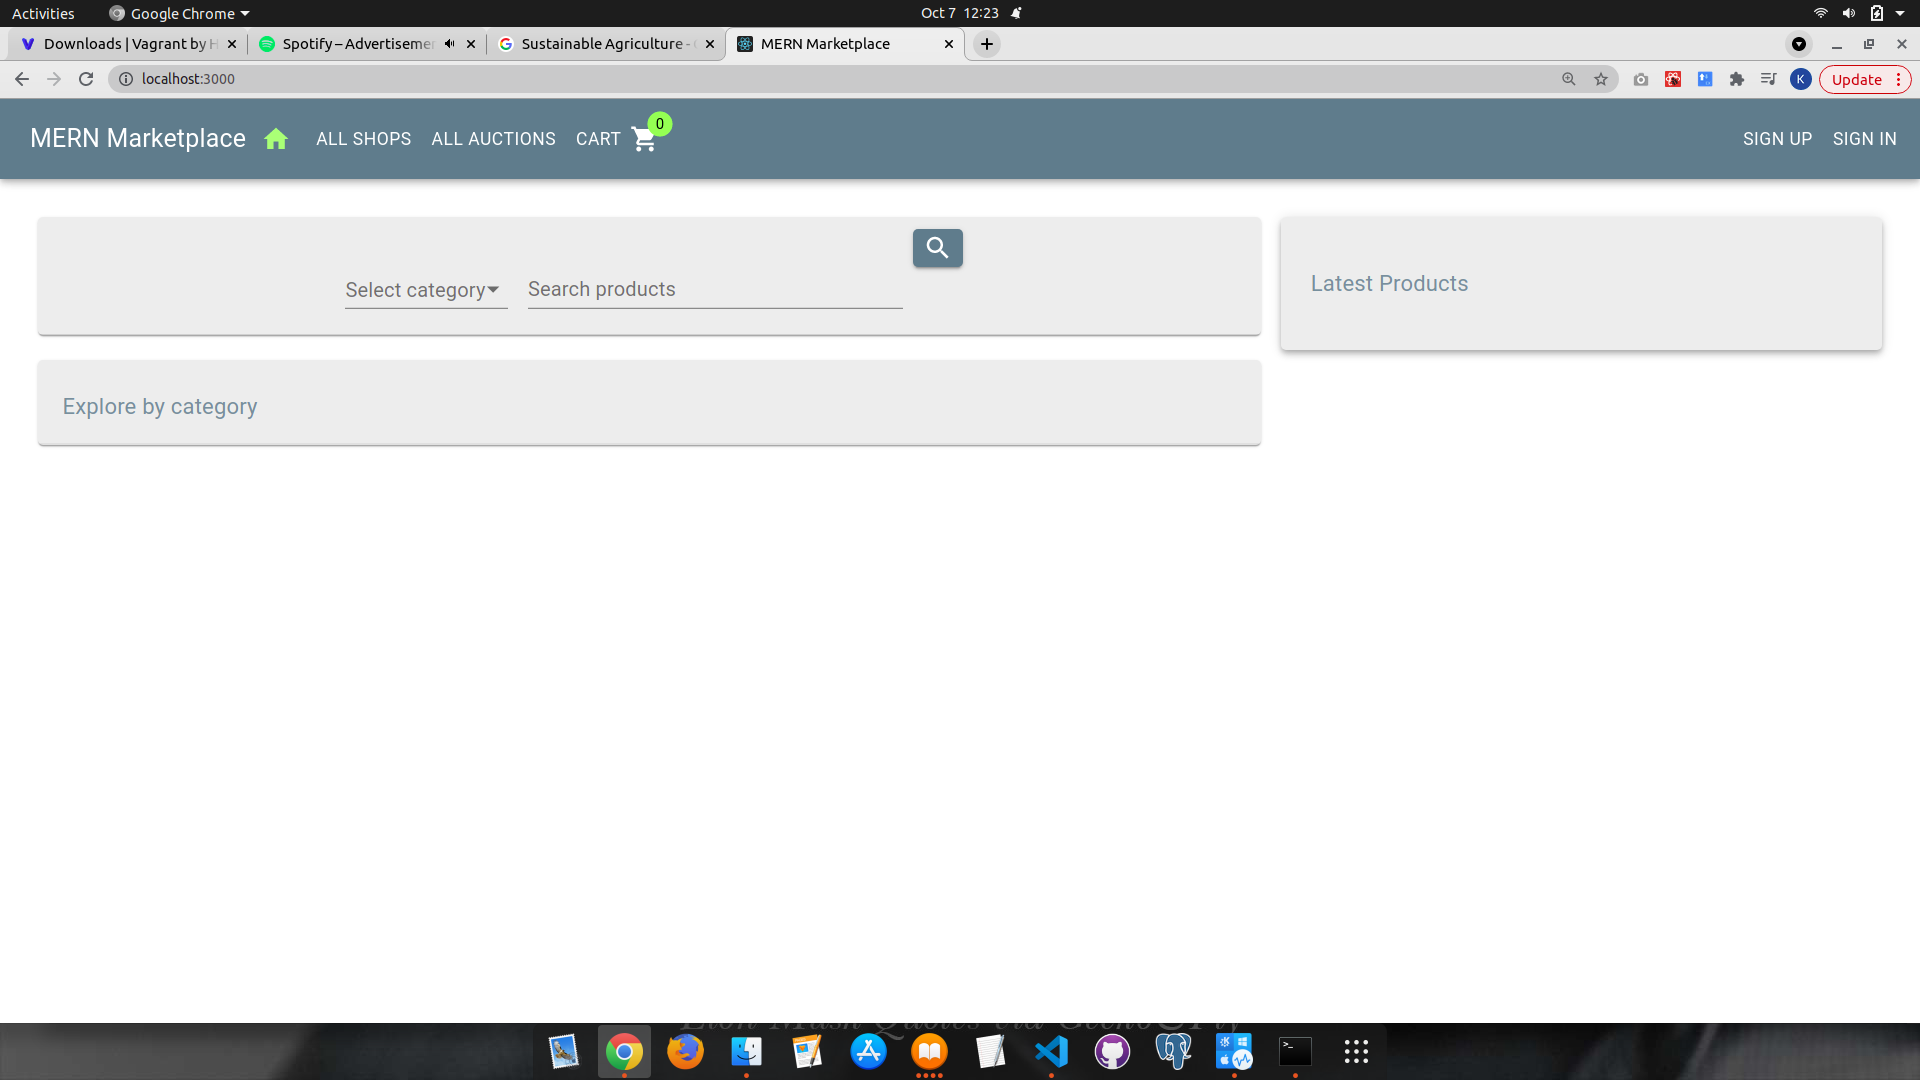 Activities
Google Chrome
Oct 7 12:23
Downloads | Vagrant by H
Spotify – Advertisemen
Sustainable Agriculture -
MERN Marketplace
localhost:3000
K
Update
MERN Marketplace
ALL SHOPS
ALL AUCTIONS
CART
0
SIGN UP
SIGN IN
Select category
Search products
Latest Products
Explore by category